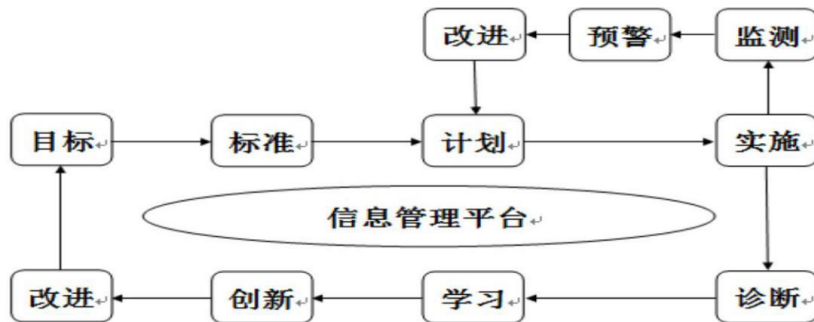 改进 预警 监测
目标 标准 计划 实施
信息管理平台
改进 创新 学习 诊断